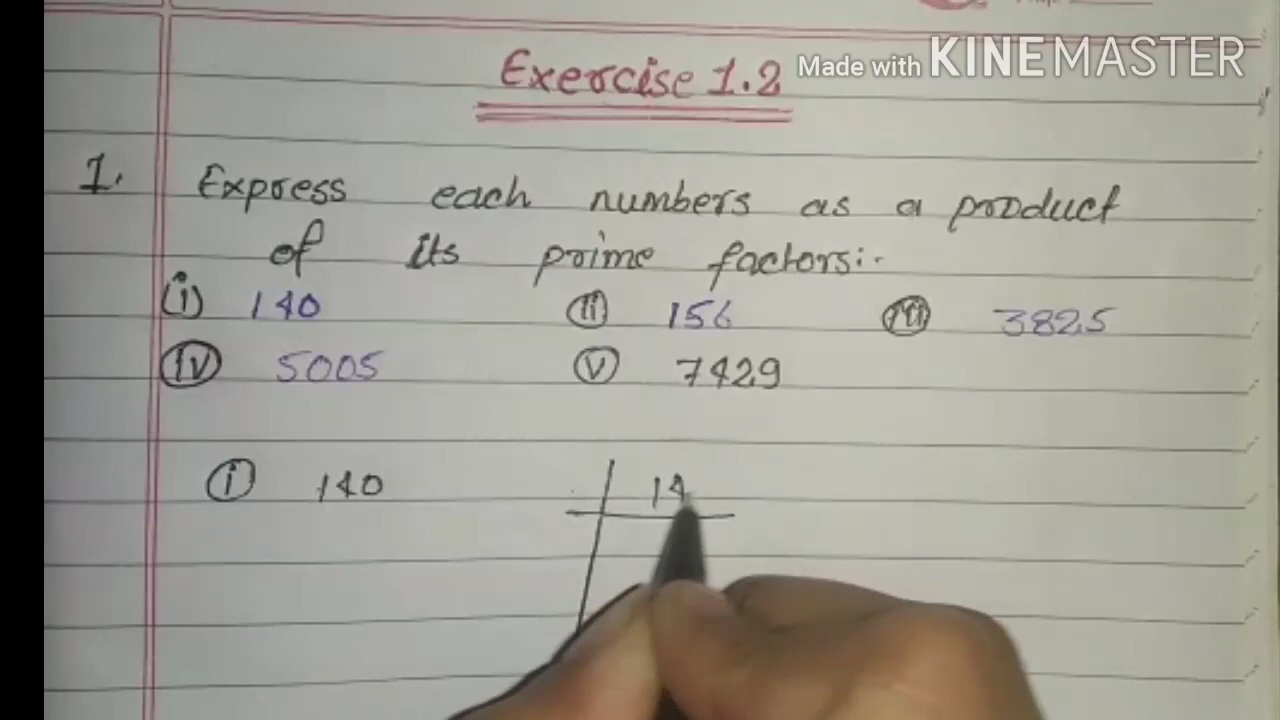 Made with KINEMASTER
Exercise 1.2
1. Express each numbers as a product
of its prime factors:-
(i) 140 (ii) 156 (iii) 3825
(iv) 5005 (v) 7429
(i) 140 14